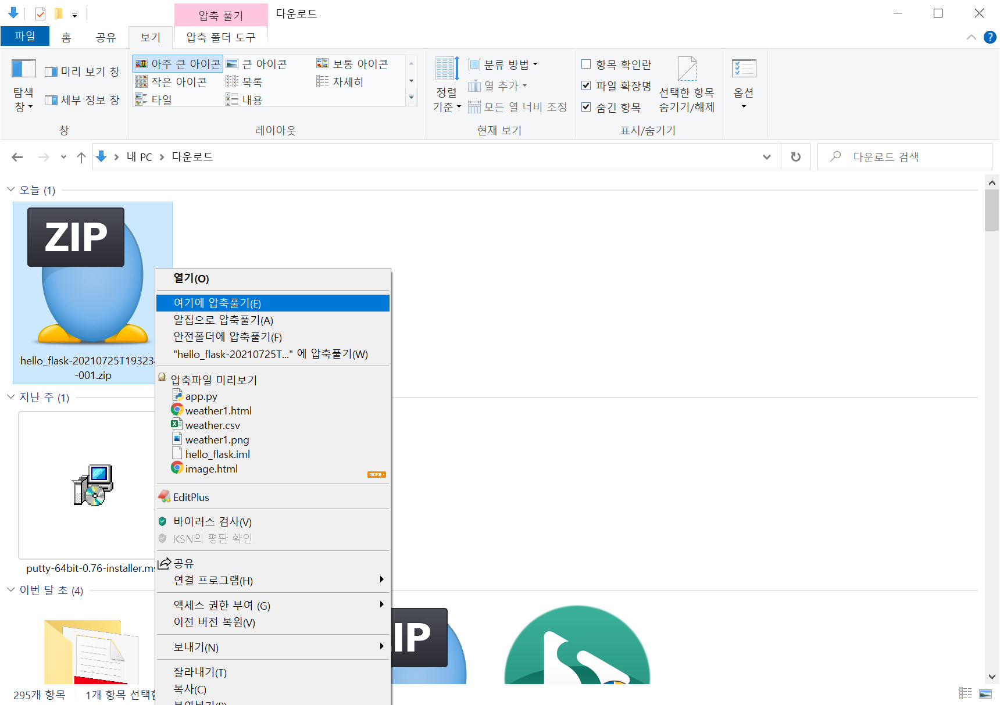 압축 풀기
다운로드
파일
홈
공유
보기
압축 폴더 도구
탐색
창
미리 보기 창
세부 정보 창
창
아주 큰 아이콘
큰 아이콘
보통 아이콘
작은 아이콘
목록
자세히
타일
내용
레이아웃
정렬
기준
분류 방법
열 추가
모든 열 너비 조정
현재 보기
항목 확인란
파일 확장명
숨긴 항목
선택한 항목
숨기기/해제
표시/숨기기
옵션
내 PC
다운로드
다운로드 검색
오늘 (1)
ZIP
hello_flask-20210725T19323
-001.zip
지난 주 (1)
putty-64bit-0.76-installer.ms
이번 달 초 (4)
열기(O)
여기에 압축풀기(E)
알집으로 압축풀기(A)
안전폴더에 압축풀기(F)
"hello_flask-20210725T..." 에 압축풀기(W)
압축파일 미리보기
app.py
weather1.html
weather.csv
weather1.png
hello_flask.iml
image.html
MORE
EditPlus
바이러스 검사(V)
KSN의 평판 확인
공유
연결 프로그램(H)
액세스 권한 부여 (G)
이전 버전 복원(V)
보내기(N)
잘라내기(T)
복사(C)
IP
295개 항목
1개 항목 선택함